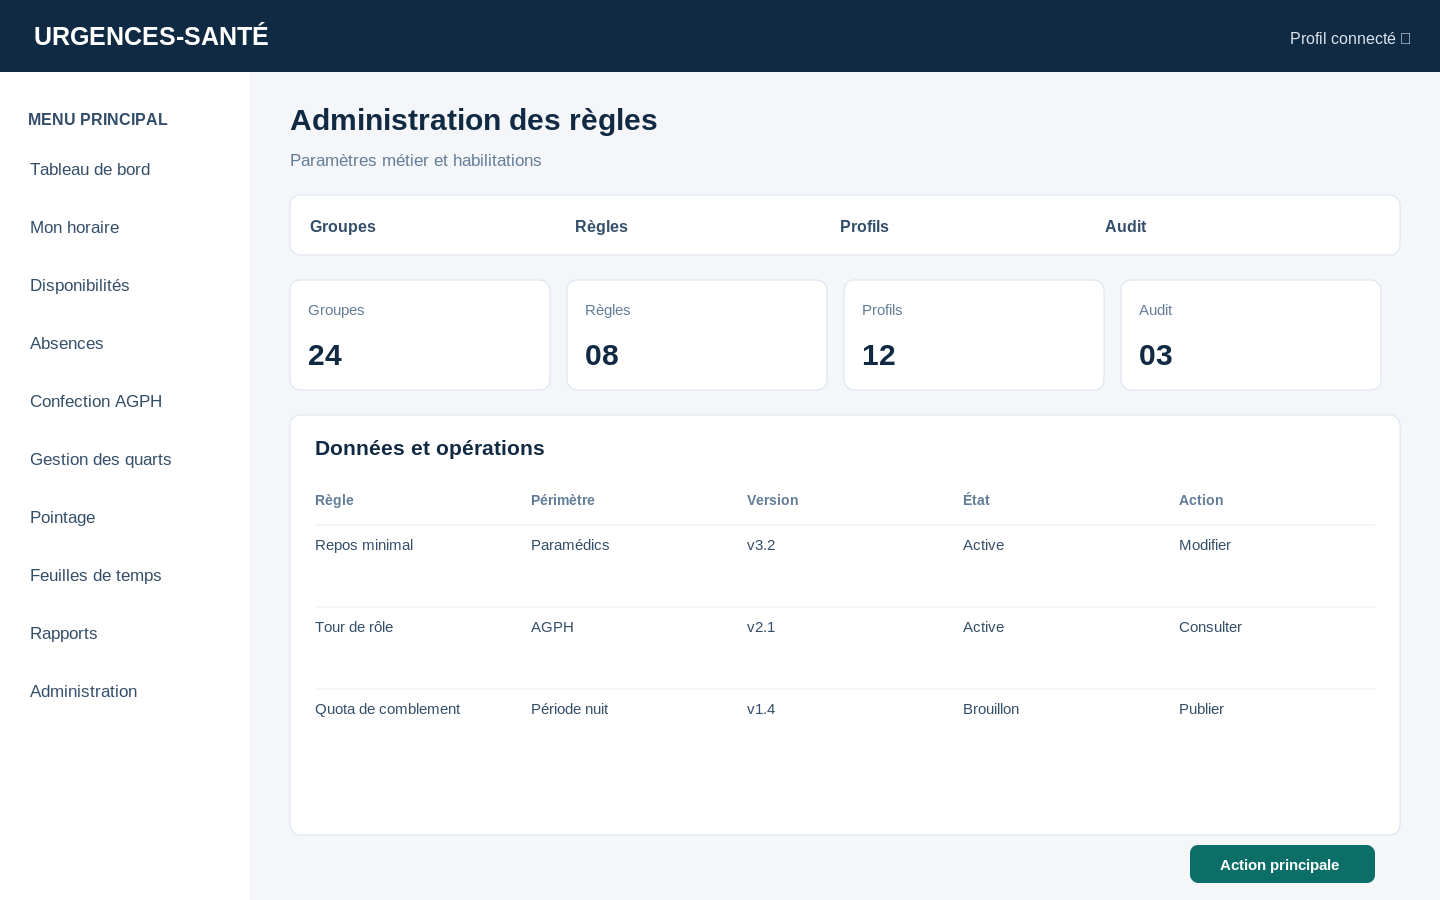 URGENCES-SANTÉ
Profil connecté
MENU PRINCIPAL
Tableau de bord
Mon horaire
Disponibilités
Absences
Confection AGPH
Gestion des quarts
Pointage
Feuilles de temps
Rapports
Administration
Administration des règles
Paramètres métier et habilitations
Groupes Règles Profils Audit
Groupes Règles Profils Audit
24 08 12 03
Données et opérations
Règle Périmètre Version État Action
Repos minimal Paramédics v3.2 Active Modifier
Tour de rôle AGPH v2.1 Active Consulter
Quota de comblement Période nuit v1.4 Brouillon Publier
Action principale